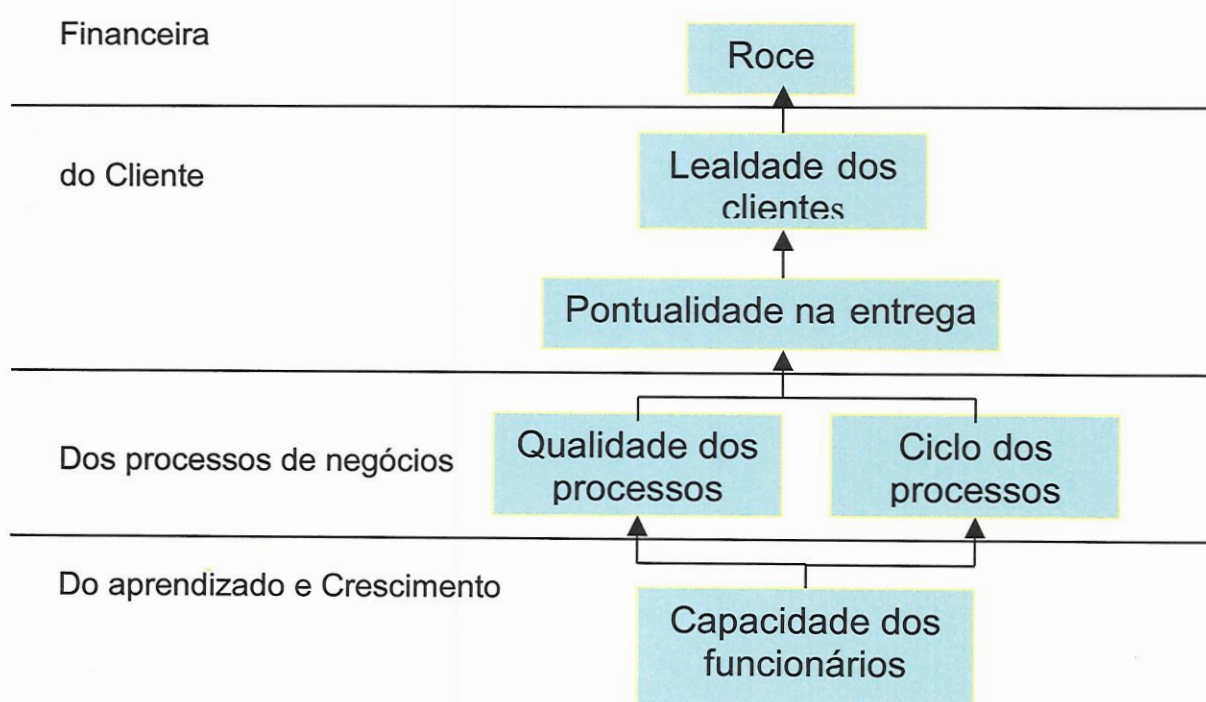 Financeira
Roce
do Cliente
Lealdade dos
clientes
Pontualidade na entrega
Dos processos de negócios
Qualidade dos
processos
Ciclo dos
processos
Do aprendizado e Crescimento
Capacidade dos
funcionários